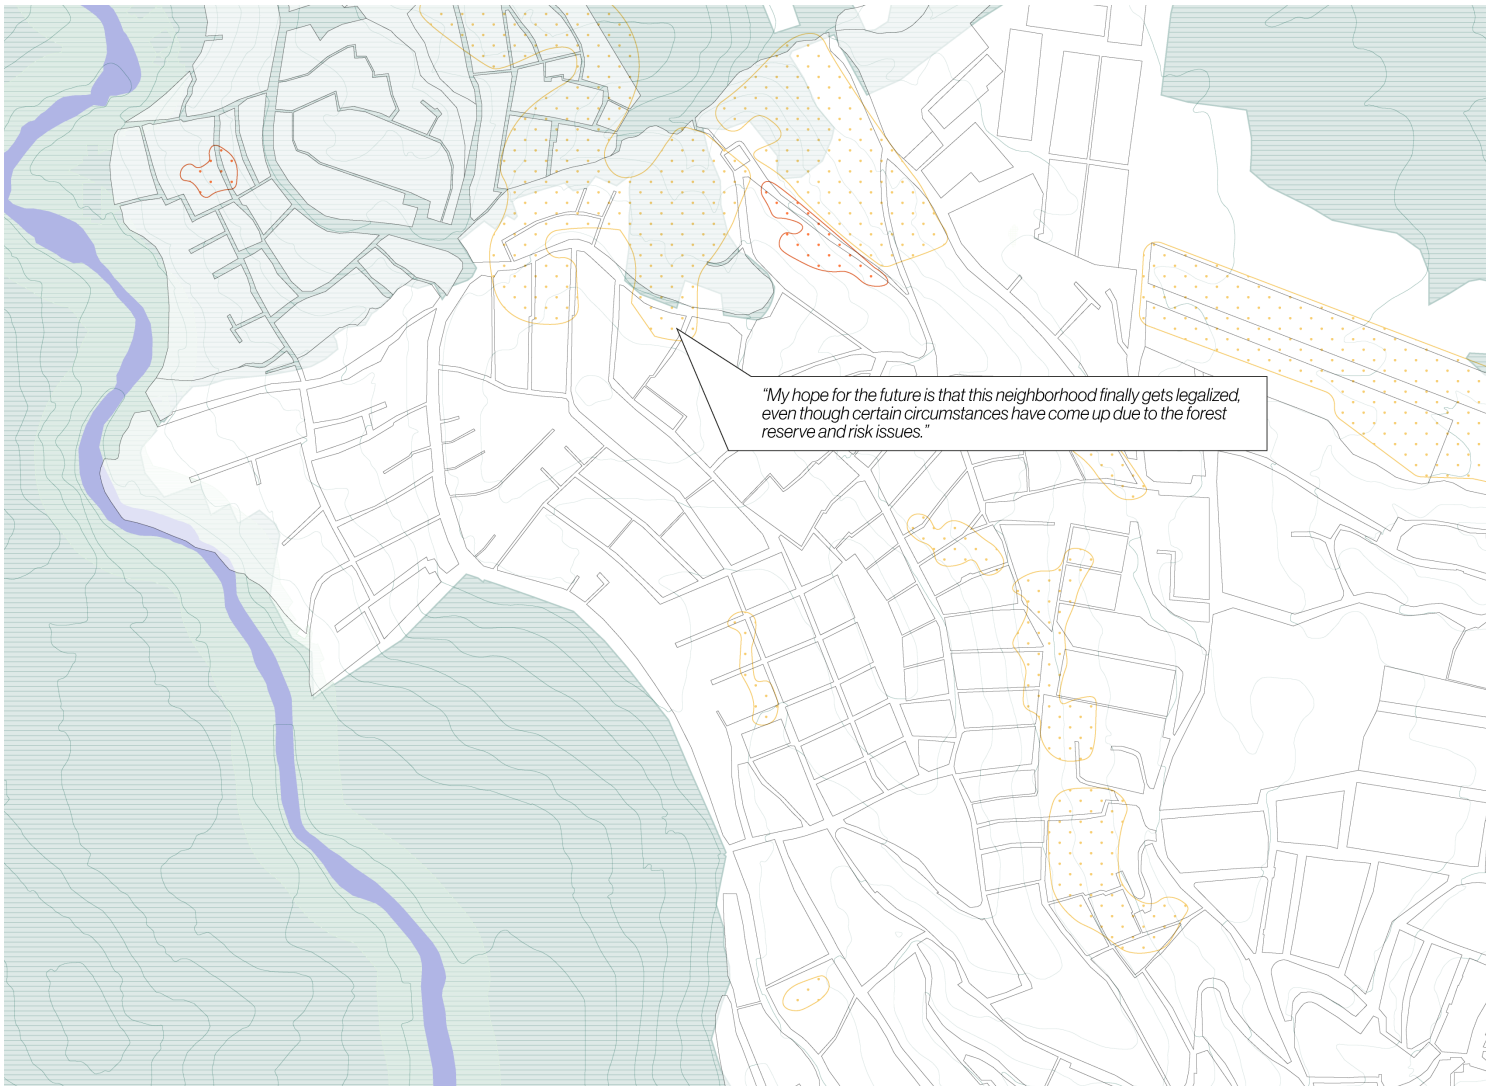 “My hope for the future is that this neighborhood finally gets legalized,
even though certain circumstances have come up due to the forest
reserve and risk issues.”